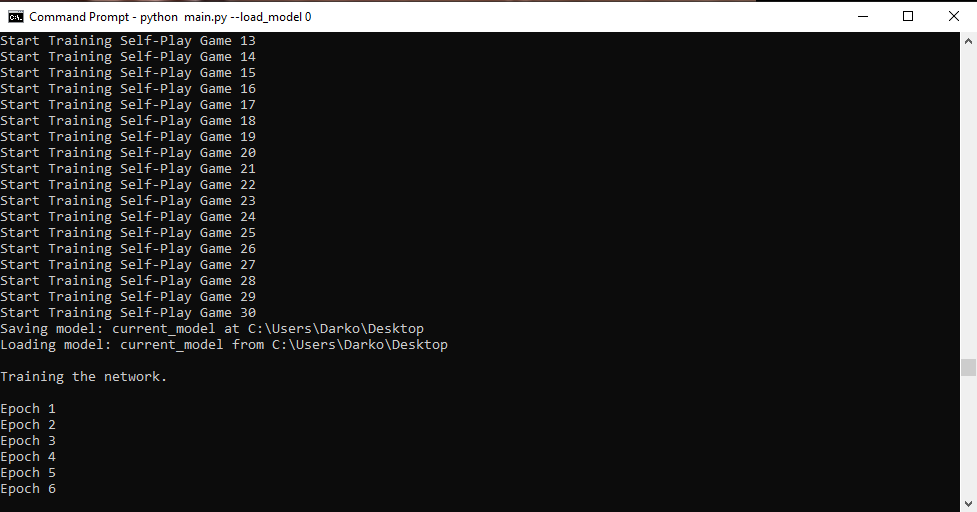 Command Prompt - python  main.py --load_model 0
Start Training Self-Play Game 13
Start Training Self-Play Game 14
Start Training Self-Play Game 15
Start Training Self-Play Game 16
Start Training Self-Play Game 17
Start Training Self-Play Game 18
Start Training Self-Play Game 19
Start Training Self-Play Game 20
Start Training Self-Play Game 21
Start Training Self-Play Game 22
Start Training Self-Play Game 23
Start Training Self-Play Game 24
Start Training Self-Play Game 25
Start Training Self-Play Game 26
Start Training Self-Play Game 27
Start Training Self-Play Game 28
Start Training Self-Play Game 29
Start Training Self-Play Game 30
Saving model: current_model at C:\Users\Darko\Desktop
Loading model: current_model from C:\Users\Darko\Desktop
Training the network.
Epoch 1
Epoch 2
Epoch 3
Epoch 4
Epoch 5
Epoch 6